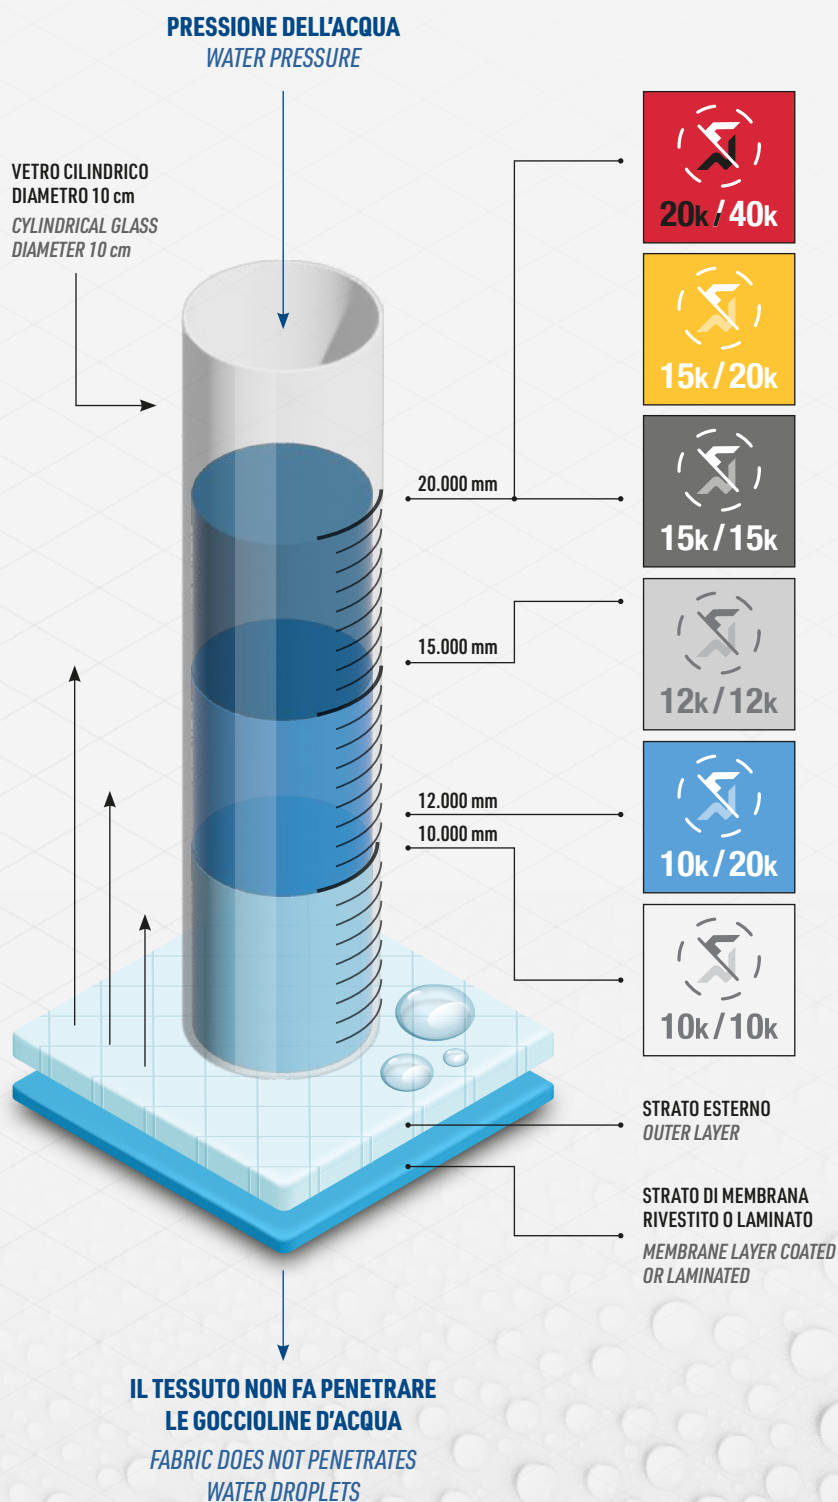 PRESSIONE DELL'ACQUA
WATER PRESSURE
VETRO CILINDRICO
DIAMETRO 10 cm
CYLINDRICAL GLASS
DIAMETER 10 cm
20k/40k
15k/20k
20.000 mm
15k/15k
15.000 mm
12k/12k
12.000 mm
10.000 mm
10k/20k
10k/10k
STRATO ESTERNO
OUTER LAYER
STRATO DI MEMBRANA
RIVESTITO O LAMINATO
MEMBRANE LAYER COATED
OR LAMINATED
IL TESSUTO NON FA PENETRARE
LE GOCCIOLINE D'ACQUA
FABRIC DOES NOT PENETRATES
WATER DROPLETS